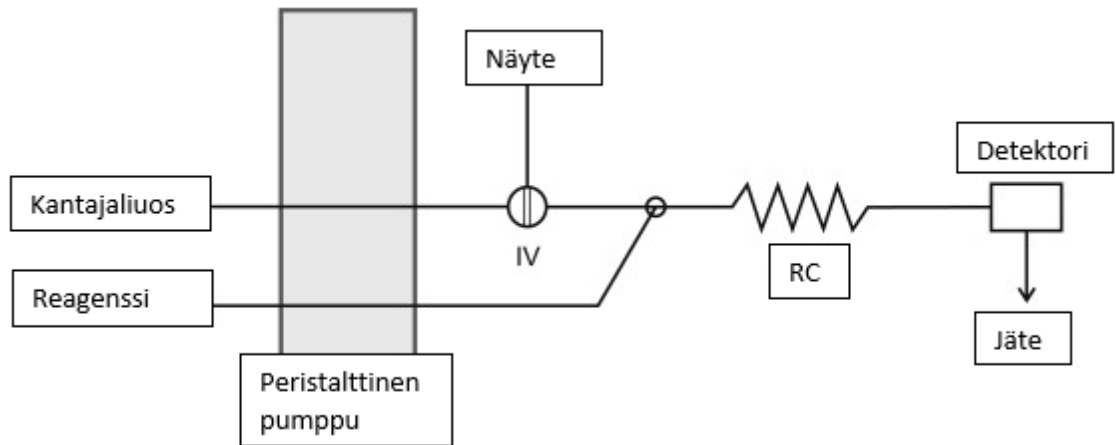 Näyte
Detektori
Kantajaliuos
IV
RC
Reagenssi
Jäte
Peristalttinen
pumppu